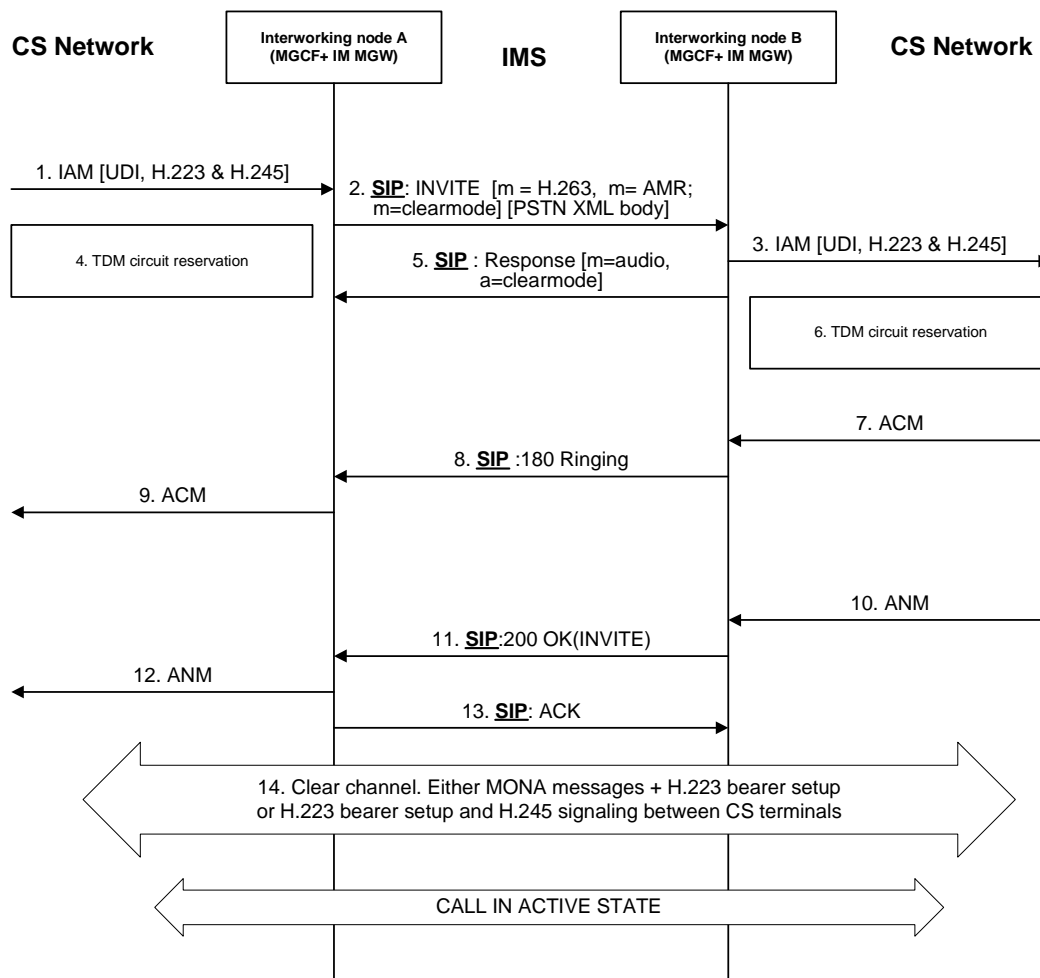 CS Network
Interworking node A
(MGCF+ IM MGW)
IMS
Interworking node B
(MGCF+ IM MGW)
CS Network
1. IAM [UDI, H.223 & H.245]
2. SIP: INVITE [m = H.263, m= AMR;
m=clearmode] [PSTN XML body]
3. IAM [UDI, H.223 & H.245]
4. TDM circuit reservation
5. SIP : Response [m=audio,
a=clearmode]
6. TDM circuit reservation
7. ACM
8. SIP :180 Ringing
9. ACM
10. ANM
11. SIP:200 OK(INVITE)
12. ANM
13. SIP: ACK
14. Clear channel. Either MONA messages + H.223 bearer setup
or H.223 bearer setup and H.245 signaling between CS terminals
CALL IN ACTIVE STATE